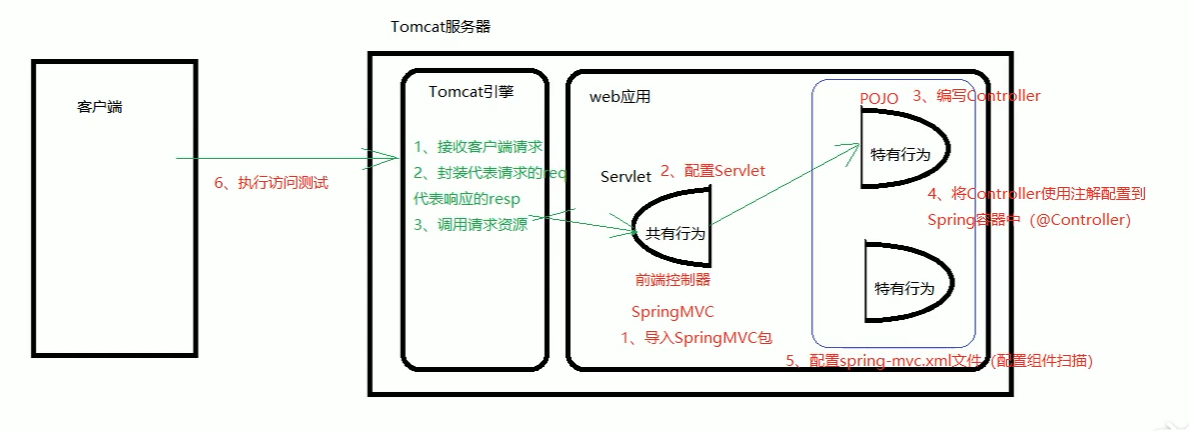 Tomcat服务器
客户端
Tomcat引擎
1、接收客户端请求
2、封装代表请求的req
代表响应的resp
3、调用请求资源
6、执行访问测试
web应用
Servlet
2、配置Servlet
共有行为
前端控制器
SpringMVC
1、导入SpringMVC包
POJO
3、编写Controller
特有行为
4、将Controller使用注解配置到
Spring容器中（@Controller）
特有行为
5、配置spring-mvc.xml文件（配置组件扫描）